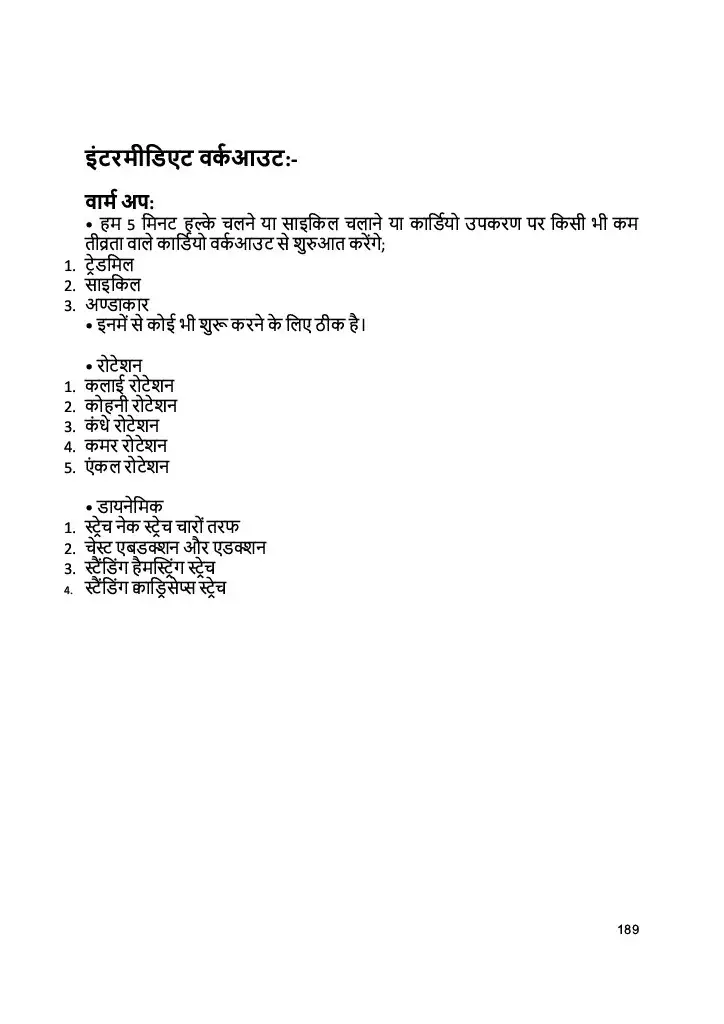 इंटरमीडिएट वर्कआउट:-
वार्म अप:
• हम 5 मिनट हल्के चलने या साइकिल चलाने या कार्डियो उपकरण पर किसी भी कम
तीव्रता वाले कार्डियो वर्कआउट से शुरुआत करेंगे;
1. ट्रेडमिल
2. साइकिल
3. अण्डाकार
• इनमें से कोई भी शुरू करने के लिए ठीक है।
• रोटेशन
1. कलाई रोटेशन
2. कोहनी रोटेशन
3. कंधे रोटेशन
4. कमर रोटेशन
5. एंकल रोटेशन
• डायनेमिक
1. स्ट्रेच नेक स्ट्रेच चारों तरफ
2. चेस्ट एबडक्शन और एडक्शन
3. स्टैंडिंग हैमस्ट्रिंग स्ट्रेच
4. स्टैंडिंग क्वाड्रिसेप्स स्ट्रेच
189